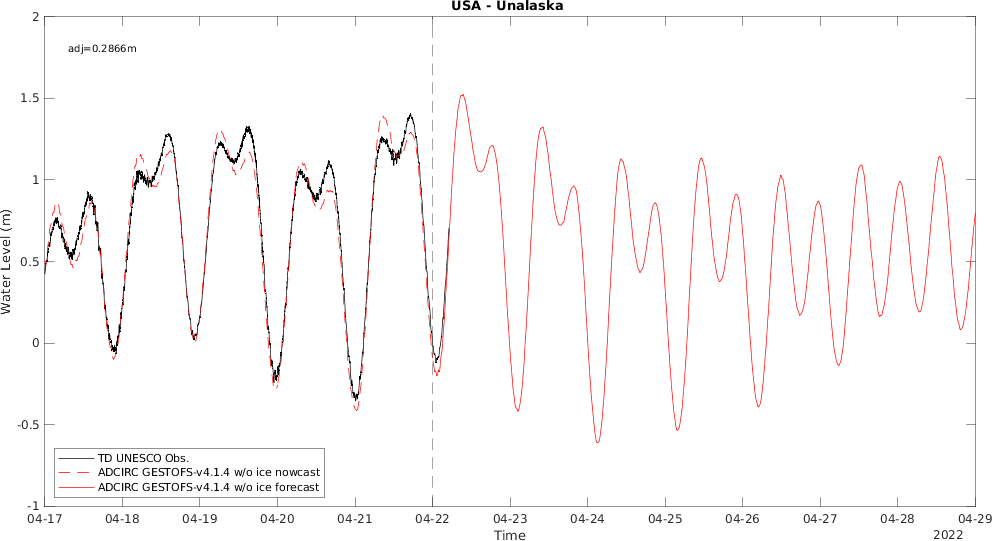 USA - Unalaska
adj=0.2866m
2
1.5
1
0.5
0
-0.5
-1
Water Level (m)
TD UNESCO Obs.
ADCIRC GESTOFS-v4.1.4 w/o ice nowcast
ADCIRC GESTOFS-v4.1.4 w/o ice forecast
04-17 04-18 04-19 04-20 04-21 04-22 04-23 04-24 04-25 04-26 04-27 04-28 04-29
Time
2022